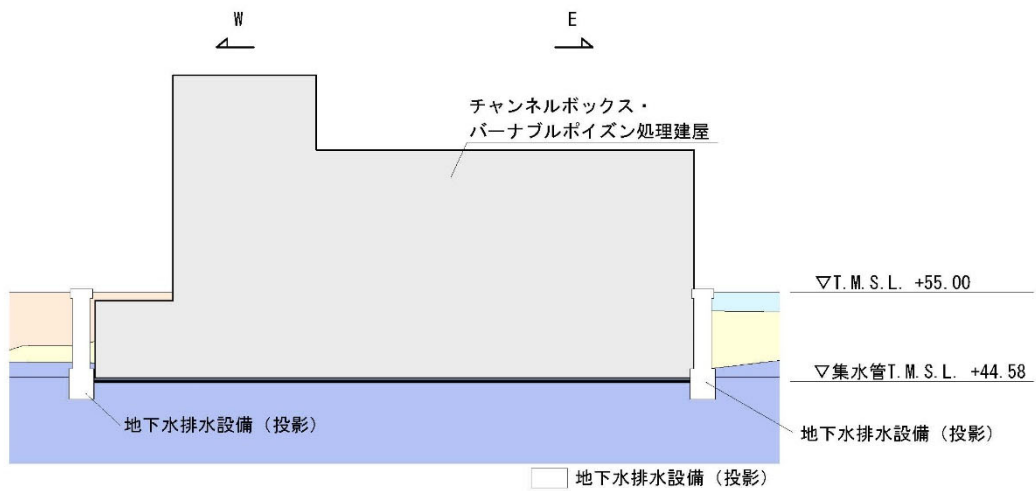 W
E
チャンネルボックス・
バーナブルポイズン処理建屋
▽T.M.S.L. +55.00
▽集水管T.M.S.L. +44.58
地下水排水設備（投影）
地下水排水設備（投影）
地下水排水設備（投影）